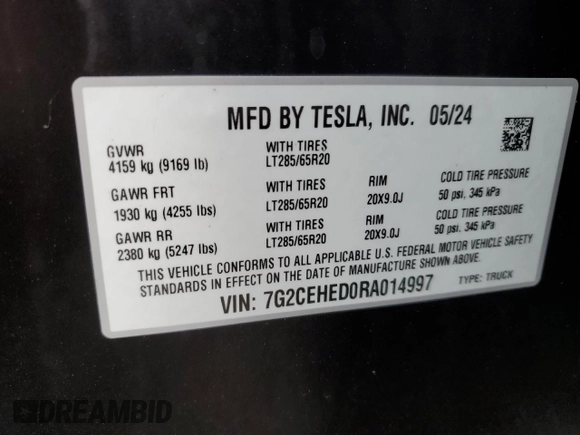 MFD BY TESLA, INC. 05/24
GVWR WITH TIRES
4159 kg (9169 lb) LT285/65R20
GAWR FRT WITH TIRES RIM COLD TIRE PRESSURE
1930 kg (4255 lbs) LT285/65R20 20X9.0J 50 psi, 345 kPa
GAWR RR WITH TIRES RIM COLD TIRE PRESSURE
2380 kg (5247 lbs) LT285/65R20 20X9.0J 50 psi, 345 kPa
THIS VEHICLE CONFORMS TO ALL APPLICABLE U.S. FEDERAL MOTOR VEHICLE SAFETY
STANDARDS IN EFFECT ON THE DATE OF MANUFACTURE SHOWN ABOVE.
VIN: 7G2CEHED0RA014997 TYPE: TRUCK
DREAMBID